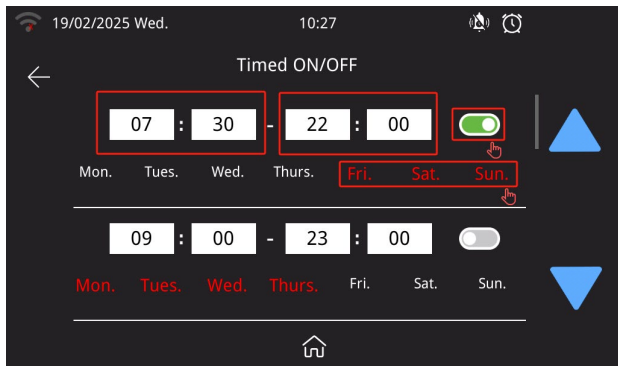 19/02/2025 Wed. 10:27
Timed ON/OFF
07 : 30 - 22 : 00
Mon. Tues. Wed. Thurs. Fri. Sat. Sun.
09 : 00 - 23 : 00
Mon. Tues. Wed. Thurs. Fri. Sat. Sun.